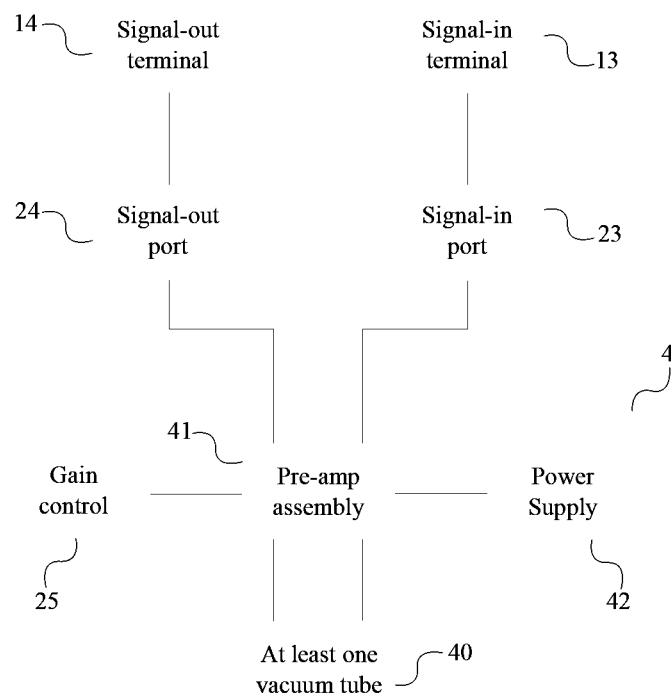 14
Signal-out
terminal
Signal-in
terminal
13
24
Signal-out
port
Signal-in
port
23
4
41
Gain
control
Pre-amp
assembly
Power
Supply
25
42
At least one
vacuum tube
40